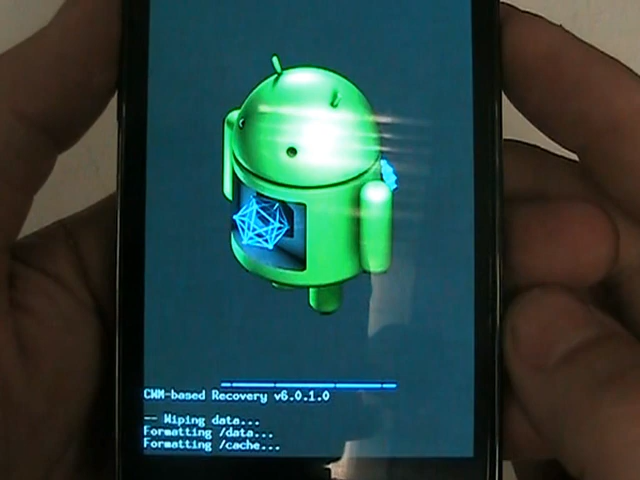 CWM-based Recovery v6.0.1.0
-- Wiping data...
Formatting /data...
Formatting /cache...